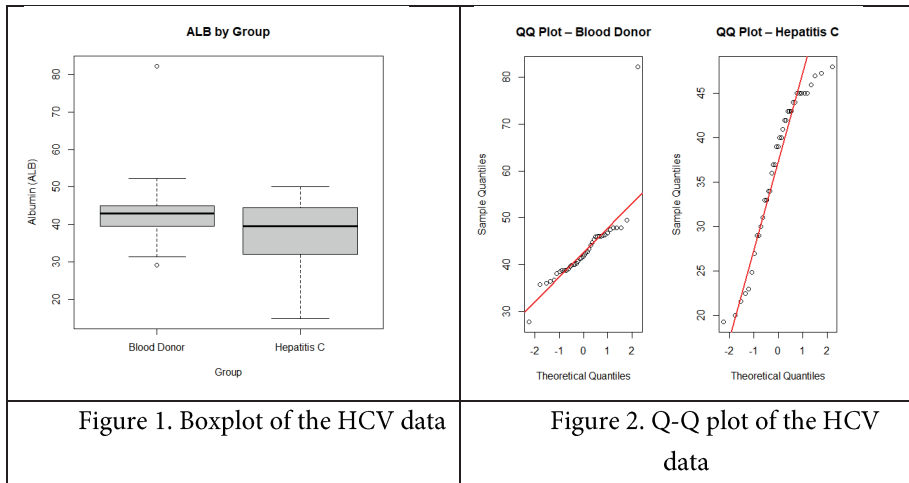 ALB by Group
80
70
60
50
40
30
20
Albumin (ALB)
Blood Donor
Hepatitis C
Group
QQ Plot – Blood Donor
80
70
60
50
40
30
Sample Quantiles
-2 -1 0 1 2
Theoretical Quantiles
QQ Plot – Hepatitis C
45
40
35
30
25
20
Sample Quantiles
-2 -1 0 1 2
Theoretical Quantiles
Figure 1. Boxplot of the HCV data
Figure 2. Q-Q plot of the HCV
data